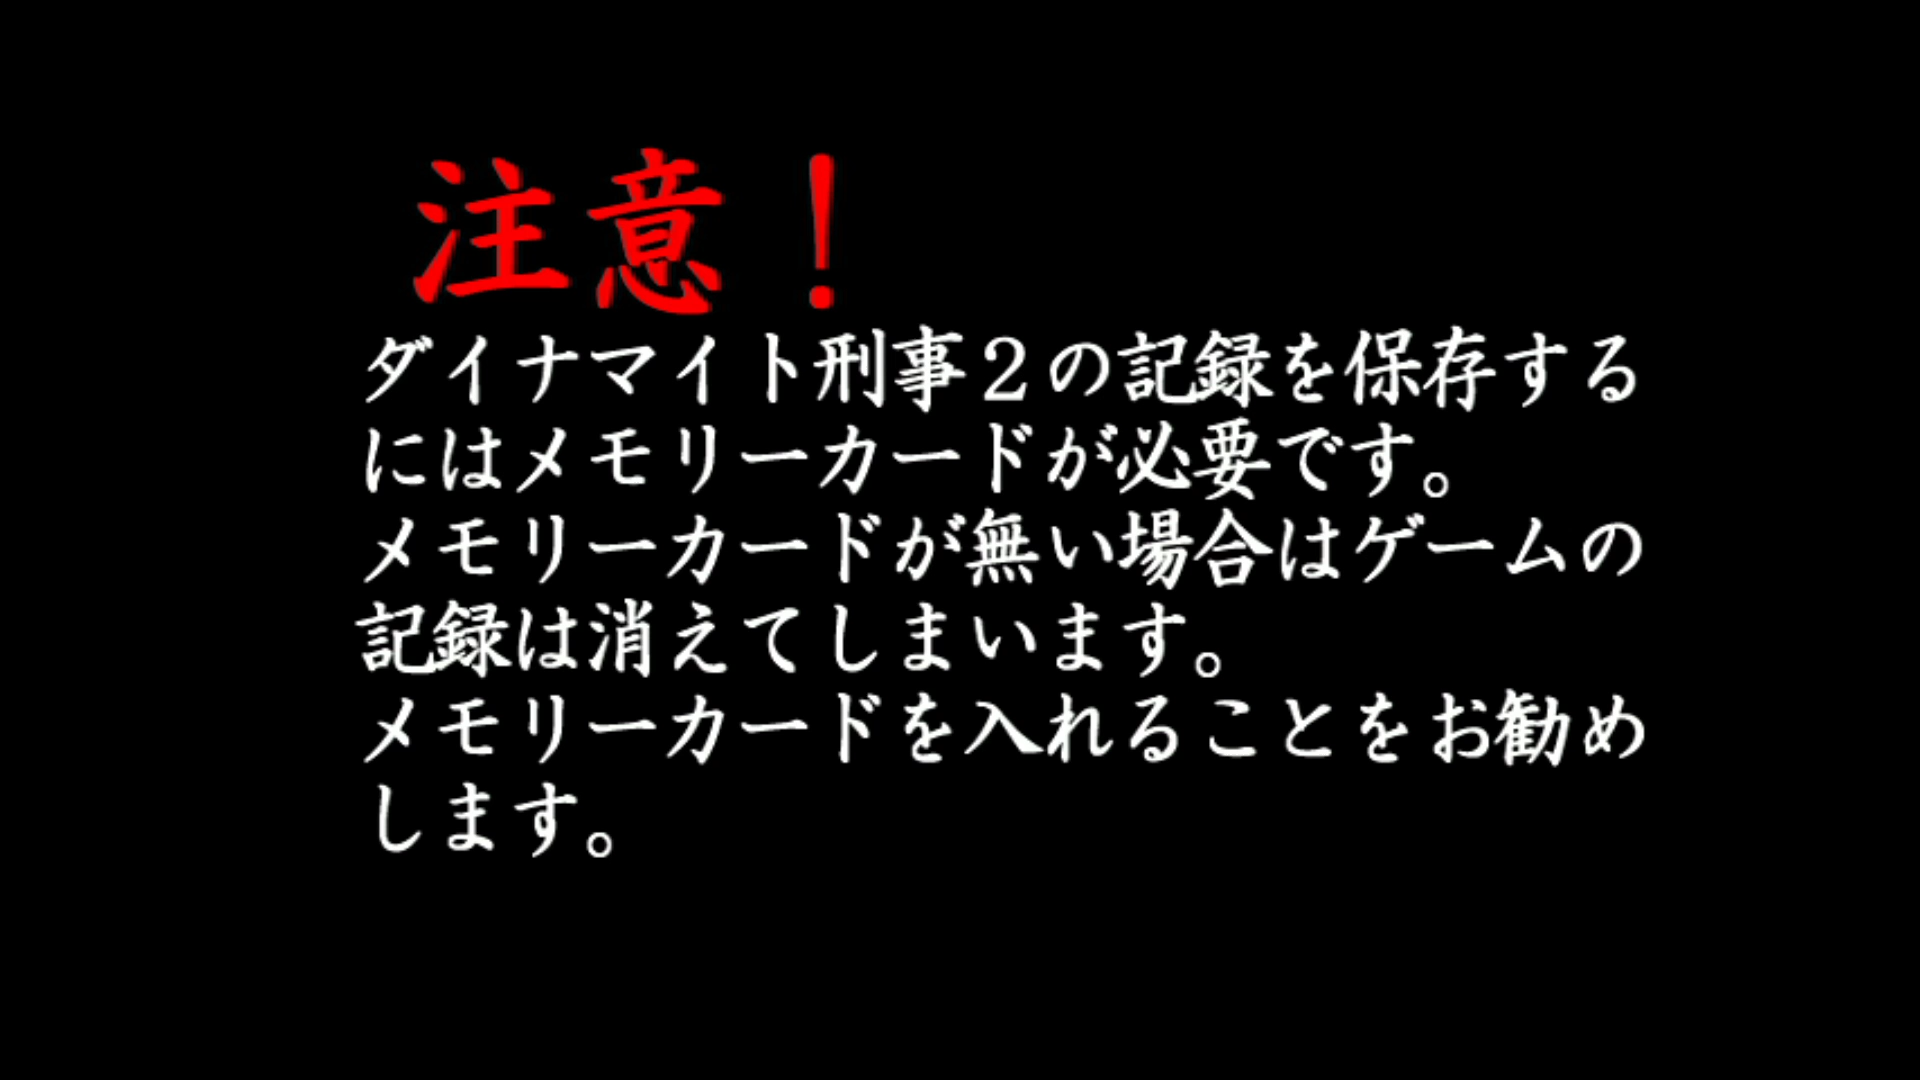 注意！
ダイナマイト刑事２の記録を保存する
にはメモリーカードが必要です。
メモリーカードが無い場合はゲームの
記録は消えてしまいます。
メモリーカードを入れることをお勧め
します。